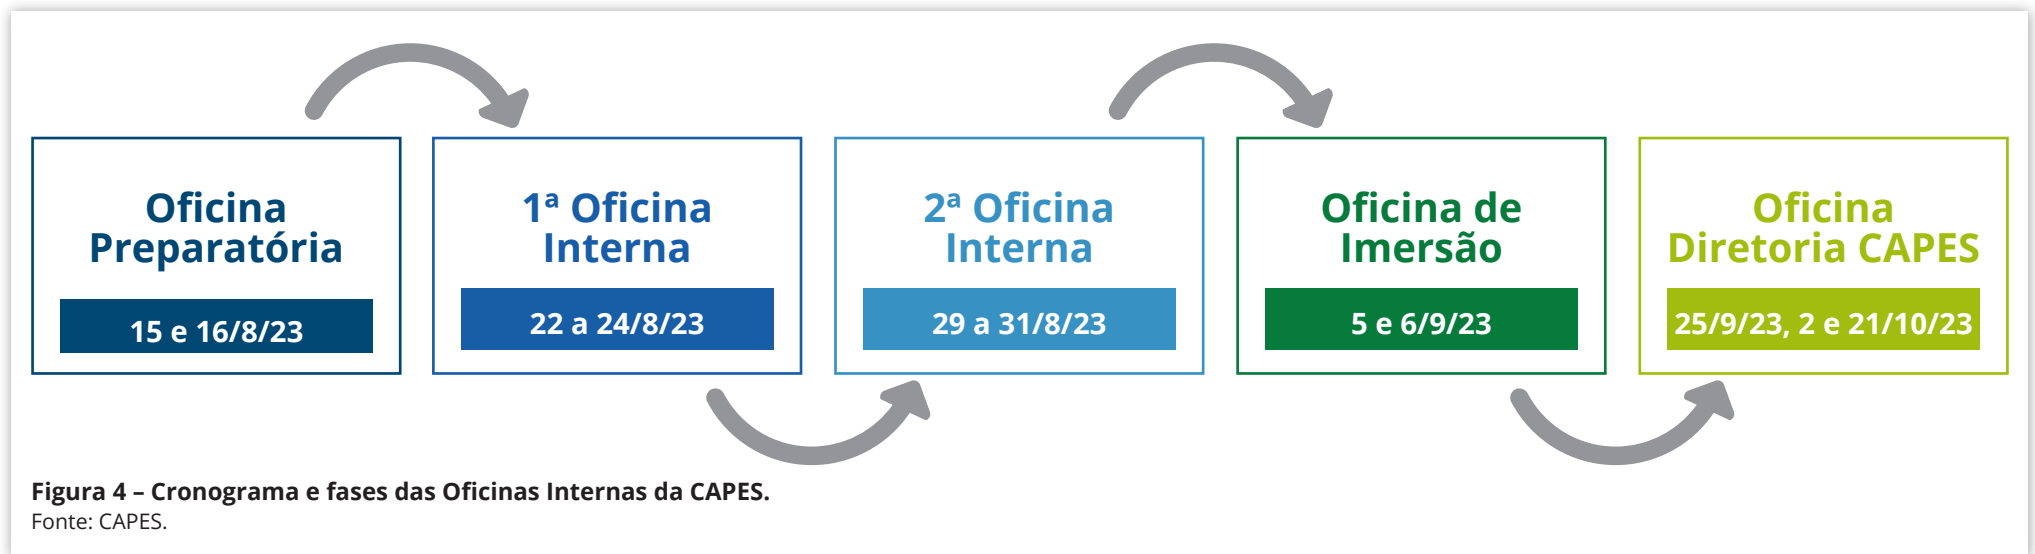 Oficina
Preparatória
15 e 16/8/23
1ª Oficina
Interna
22 a 24/8/23
2ª Oficina
Interna
29 a 31/8/23
Oficina de
Imersão
5 e 6/9/23
Oficina
Diretoria CAPES
25/9/23, 2 e 21/10/23
Figura 4 – Cronograma e fases das Oficinas Internas da CAPES.
Fonte: CAPES.